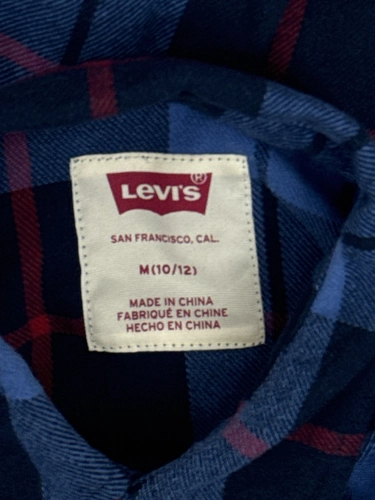 LEVI'S®
SAN FRANCISCO, CAL.
M(10/12)
MADE IN CHINA
FABRIQUÉ EN CHINE
HECHO EN CHINA